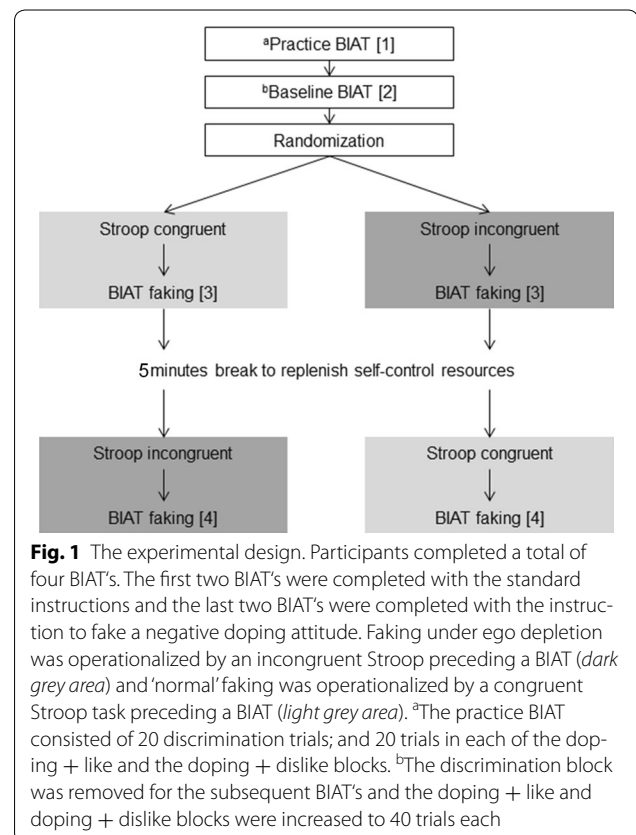 aPractice BIAT [1]
bBaseline BIAT [2]
Randomization
Stroop congruent
BIAT faking [3]
Stroop incongruent
BIAT faking [3]
5minutes break to replenish self-control resources
Stroop incongruent
BIAT faking [4]
Stroop congruent
BIAT faking [4]
Fig. 1 The experimental design. Participants completed a total of
four BIAT‘s. The first two BIAT‘s were completed with the standard
instructions and the last two BIAT‘s were completed with the instruc-
tion to fake a negative doping attitude. Faking under ego depletion
was operationalized by an incongruent Stroop preceding a BIAT (dark
grey area) and ‘normal’ faking was operationalized by a congruent
Stroop task preceding a BIAT (light grey area). aThe practice BIAT
consisted of 20 discrimination trials; and 20 trials in each of the dop-
ing + like and the doping + dislike blocks. bThe discrimination block
was removed for the subsequent BIAT‘s and the doping + like and
doping + dislike blocks were increased to 40 trials each